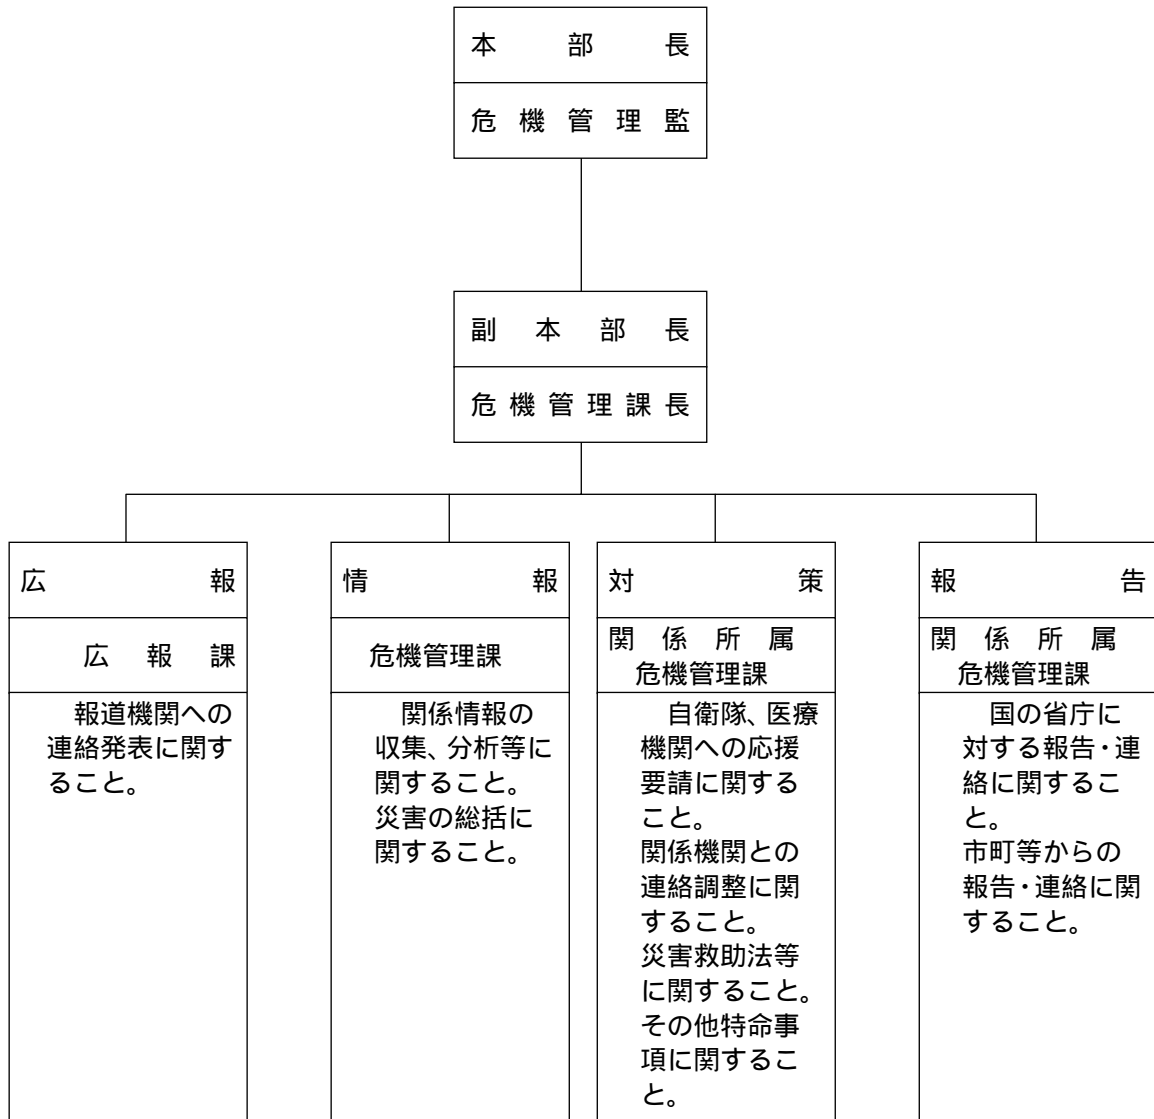 本部長
危機管理監
副本部長
危機管理課長
広報
広報課
報道機関への
連絡発表に関す
ること。
情報
危機管理課
関係情報の
収集、分析等に
関すること。
災害の総括に
関すること。
対策
関係所属
危機管理課
自衛隊、医療
機関への応援
要請に関する
こと。
関係機関との
連絡調整に関
すること。
災害救助法等
に関すること。
その他特命事
項に関するこ
と。
報告
関係所属
危機管理課
国の省庁に
対する報告・連
絡に関するこ
と。
市町等からの
報告・連絡に関
すること。